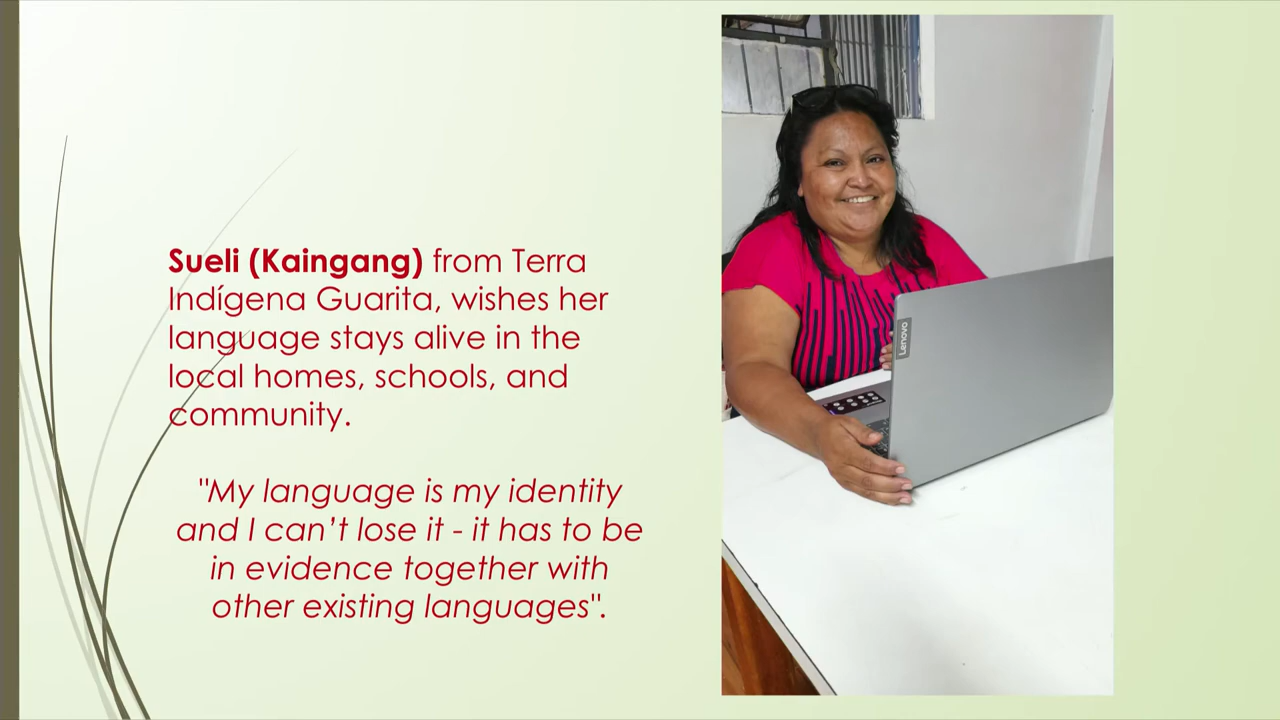 Sueli (Kaingang) from Terra
Indígena Guarita, wishes her
language stays alive in the
local homes, schools, and
community.
"My language is my identity
and I can't lose it - it has to be
in evidence together with
other existing languages".
Lenovo